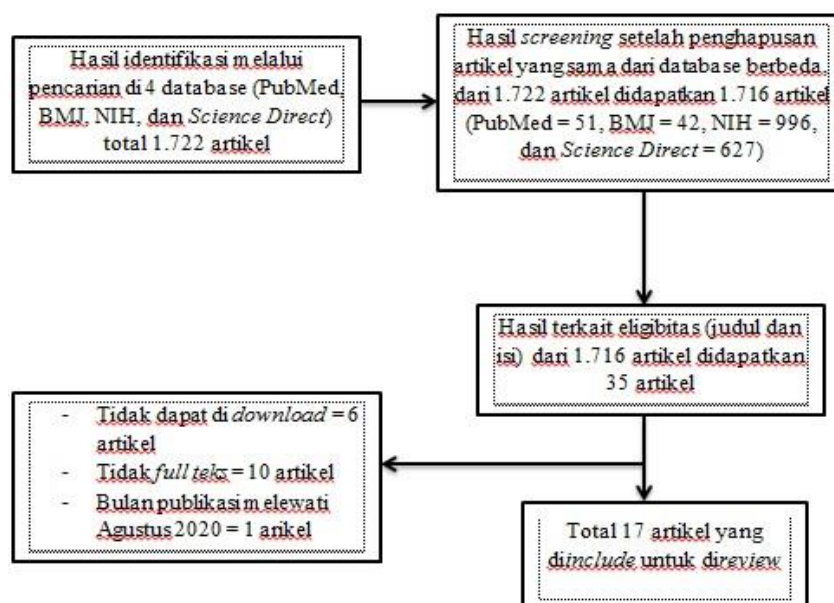 Hasil identifikasi melalui
pencarian di 4 database (PubMed,
BMJ, NIH, dan Science Direct)
total 1.722 artikel
Hasil screening setelah penghapusan
artikel yang sama dari database berbeda,
dari 1.722 artikel didapatkan 1.716 artikel
(PubMed = 51, BMJ = 42, NIH = 996,
dan Science Direct = 627)
Hasil terkait eligibitas (judul dan
isi) dari 1.716 artikel didapatkan
35 artikel
- Tidak dapat di download = 6
artikel
- Tidak full teks = 10 artikel
- Bulan publikasi melewati
Agustus 2020 = 1 arikel
Total 17 artikel yang
diinclude untuk direview